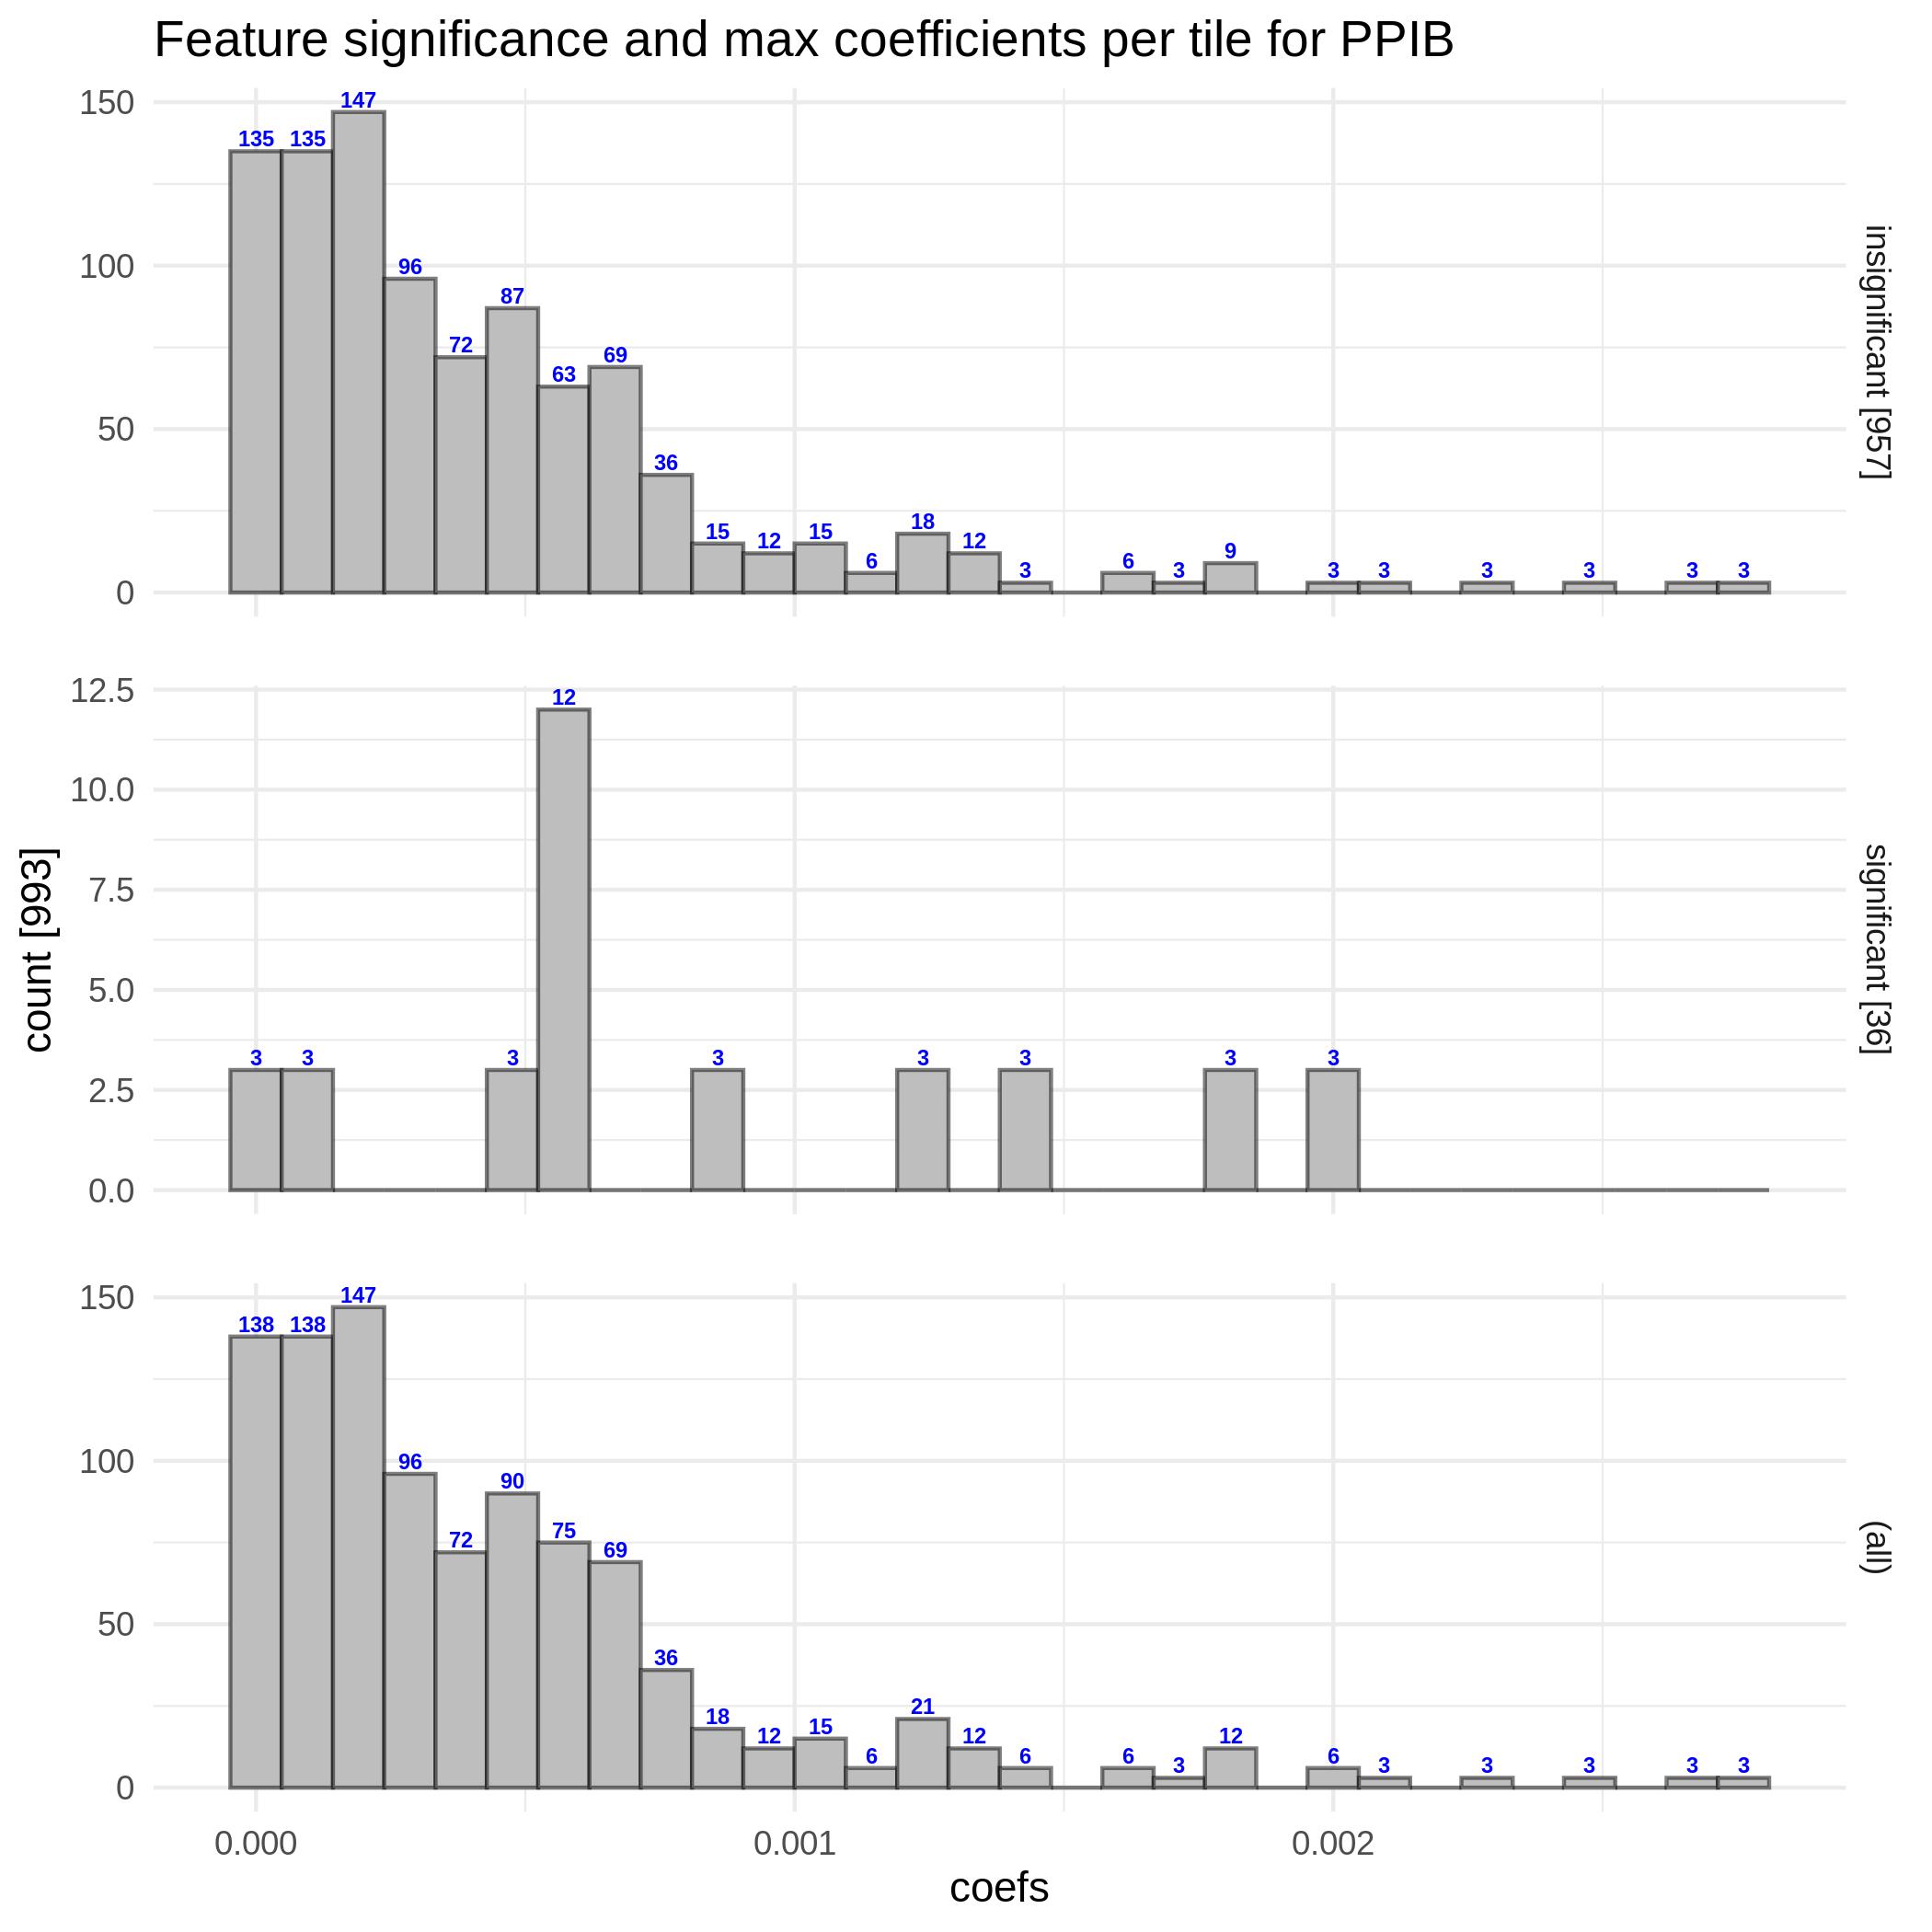 Feature significance and max coefficients per tile for PPIB
150
100
50
0
135 135 147 96 72 87 63 69 36 15 12 15 6 18 12 3 6 3 9 3 3 3 3 3 3
insignificant [957]
count [993]
12.5
10.0
7.5
5.0
2.5
0.0
3 3 3 12 3 3 3 3 3
significant [36]
150
100
50
0
138 138 147 96 72 90 75 69 36 18 12 15 6 21 12 6 6 3 12 6 3 3 3 3 3
(all)
0.000 0.001 0.002
coefs